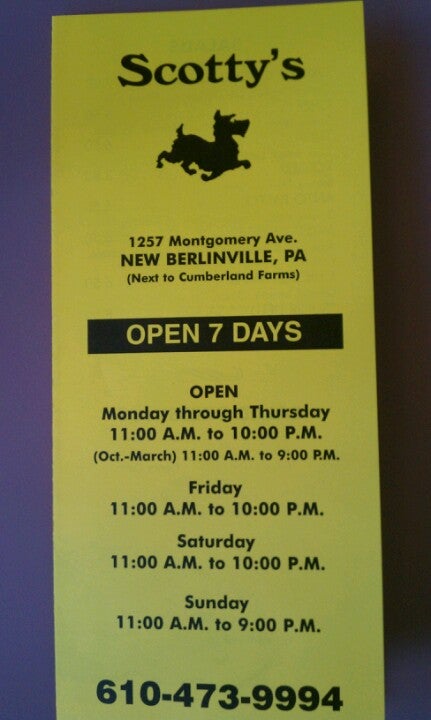 Scotty's
1257 Montgomery Ave.
NEW BERLINVILLE, PA
(Next to Cumberland Farms)
OPEN 7 DAYS
OPEN
Monday through Thursday
11:00 A.M. to 10:00 P.M.
(Oct.-March) 11:00 A.M. to 9:00 P.M.
Friday
11:00 A.M. to 10:00 P.M.
Saturday
11:00 A.M. to 10:00 P.M.
Sunday
11:00 A.M. to 9:00 P.M.
610-473-9994